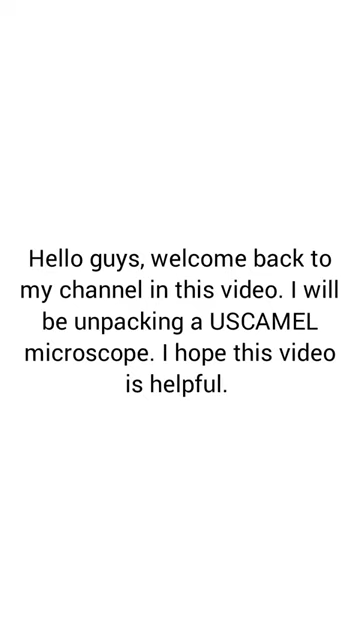 Hello guys, welcome back to
my channel in this video. I will
be unpacking a USCAMEL
microscope. I hope this video
is helpful.